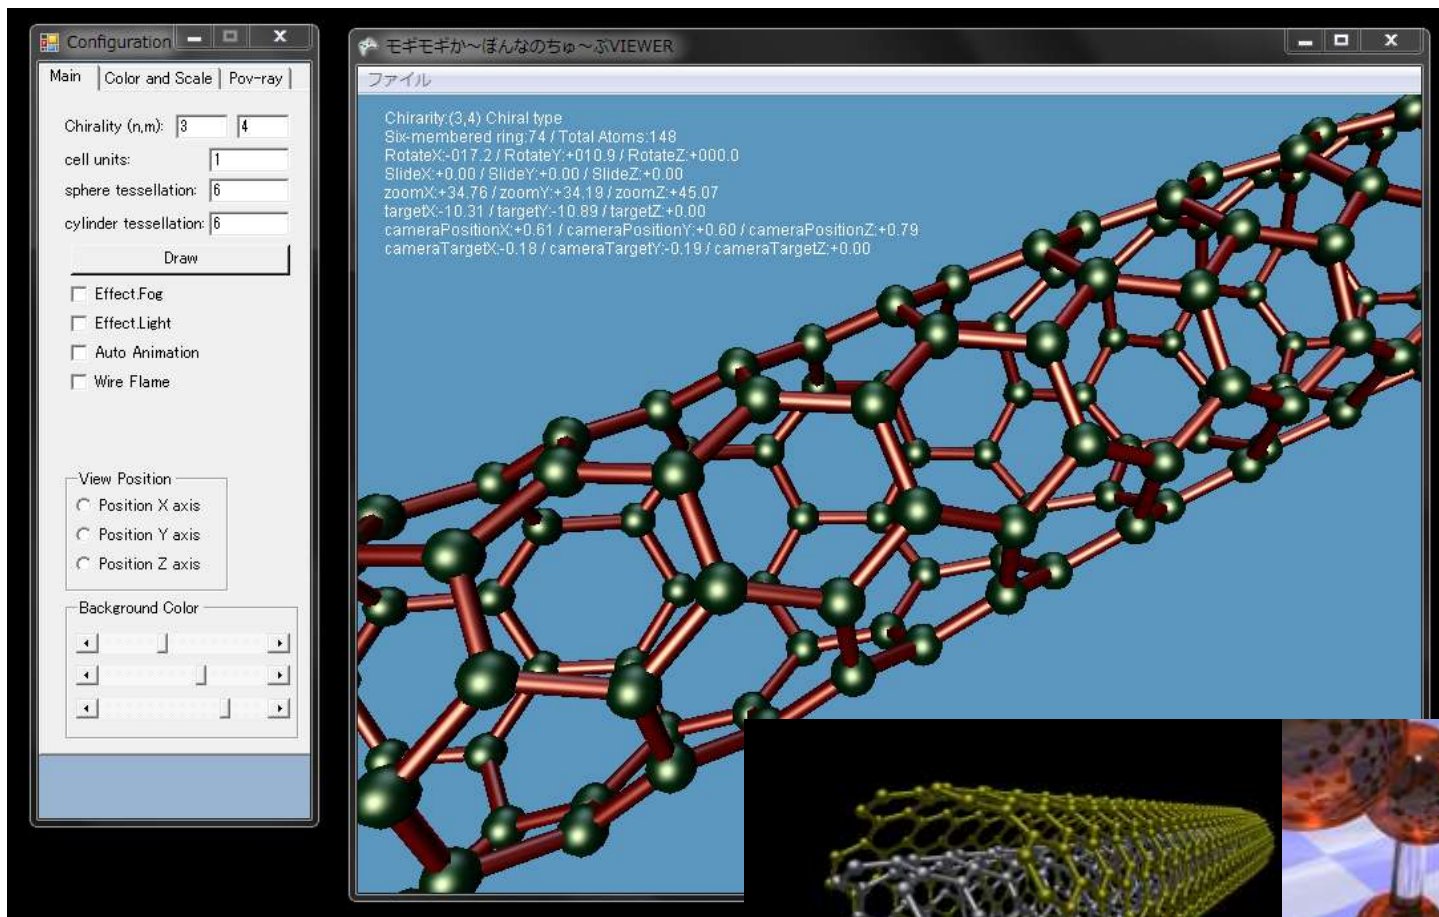 Configuration
Main
Color and Scale
Pov-ray
Chirality (n,m): 3 4
cell units: 1
sphere tessellation: 6
cylinder tessellation: 6
Draw
Effect.Fog
Effect.Light
Auto Animation
Wire Flame
View Position
Position X axis
Position Y axis
Position Z axis
Background Color
モギモギか～ぼんなのちゅ～ぶVIEWER
ファイル
Chirarity:(3,4) Chiral type
Six-membered ring:74 / Total Atoms:148
RotateX:-017.2 / RotateY:+010.9 / RotateZ:+000.0
SlideX:+0.00 / SlideY:+0.00 / SlideZ:+0.00
zoomX:+34.76 / zoomY:+34.19 / zoomZ:+45.07
targetX:-10.31 / targetY:-10.89 / targetZ:+0.00
cameraPositionX:+0.61 / cameraPositionY:+0.60 / cameraPositionZ:+0.79
cameraTargetX:-0.18 / cameraTargetY:-0.19 / cameraTargetZ:+0.00